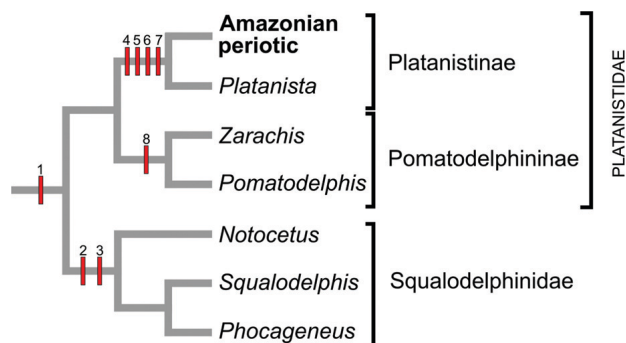 Amazonian
periotic
4 5 6 7
Platanistinae
Platanista
PLATANISTIDAE
8
Zarachis
Pomatodelphininae
1
Pomatodelphis
Notocetus
2 3
Squalodelphis
Squalodelphinidae
Phocageneus